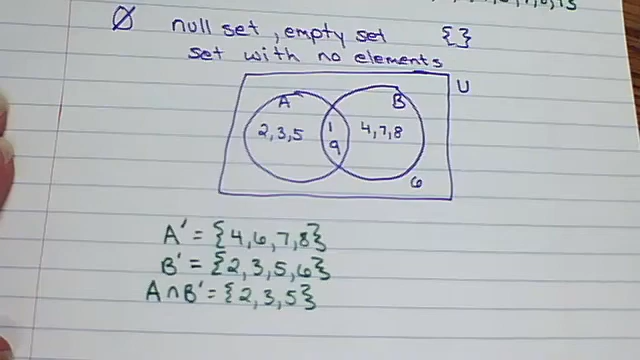 ∅ null set, empty set { }
set with no elements
U
A B
2,3,5 1 4,7,8
9
6
A' = {4,6,7,8}
B' = {2,3,5,6}
A∩B' = {2,3,5}